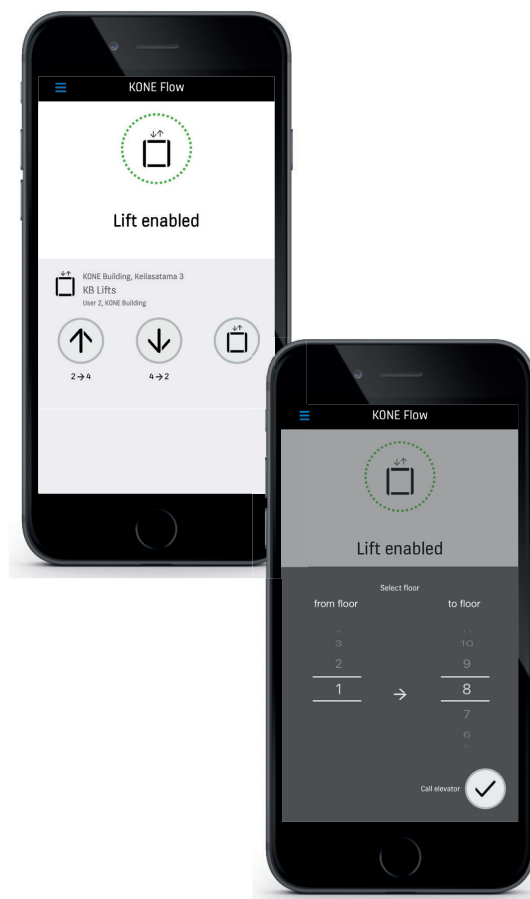 KONE Flow
Lift enabled
KONE Building, Keilasatama 3
KB Lifts
User 2, KONE Building
2→4 4→2
KONE Flow
Lift enabled
Select floor
from floor to floor
3 10
2 9
1 → 8
7
6
Call elevator